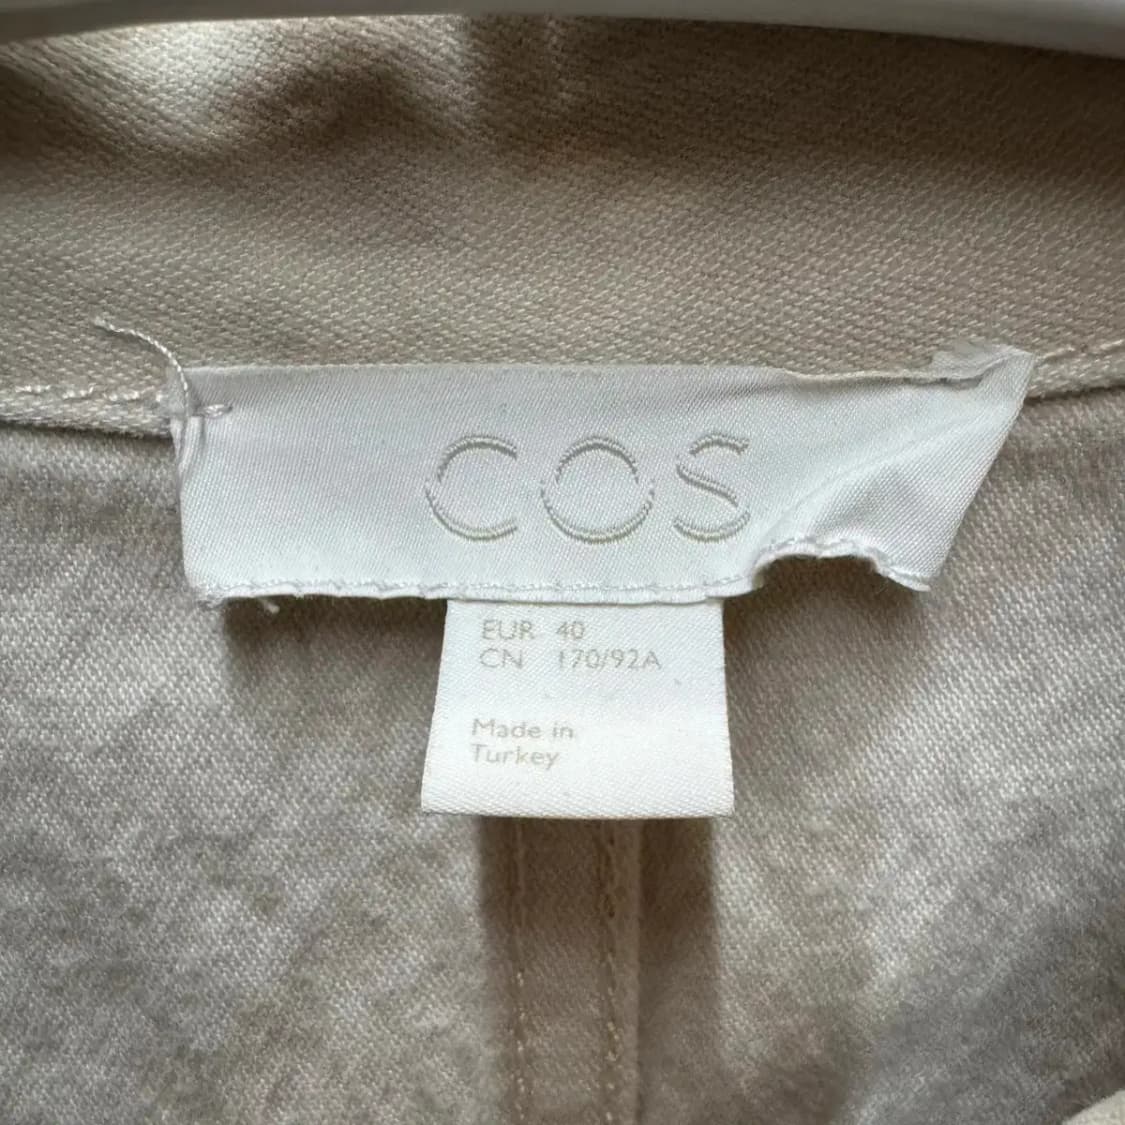 COS
EUR 40
CN 170/92A
Made in
Turkey